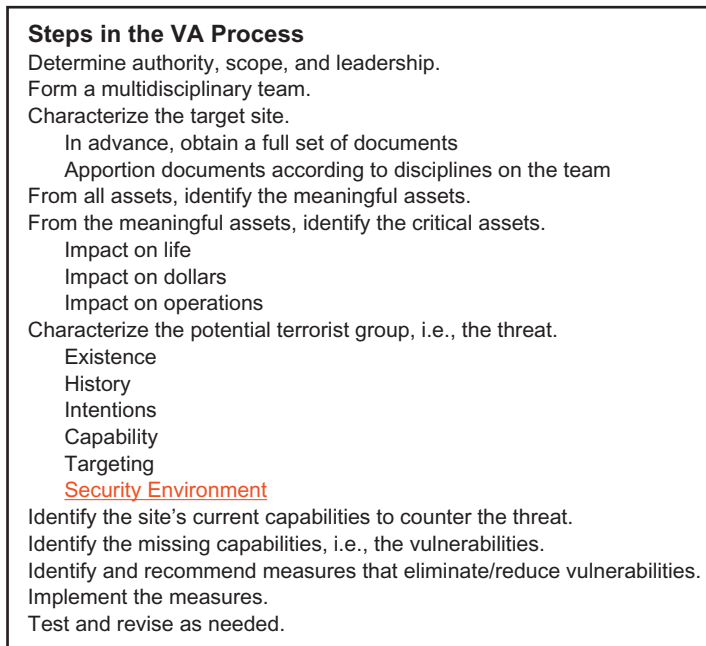 Steps in the VA Process
Determine authority, scope, and leadership.
Form a multidisciplinary team.
Characterize the target site.
In advance, obtain a full set of documents
Apportion documents according to disciplines on the team
From all assets, identify the meaningful assets.
From the meaningful assets, identify the critical assets.
Impact on life
Impact on dollars
Impact on operations
Characterize the potential terrorist group, i.e., the threat.
Existence
History
Intentions
Capability
Targeting
Security Environment
Identify the site's current capabilities to counter the threat.
Identify the missing capabilities, i.e., the vulnerabilities.
Identify and recommend measures that eliminate/reduce vulnerabilities.
Implement the measures.
Test and revise as needed.